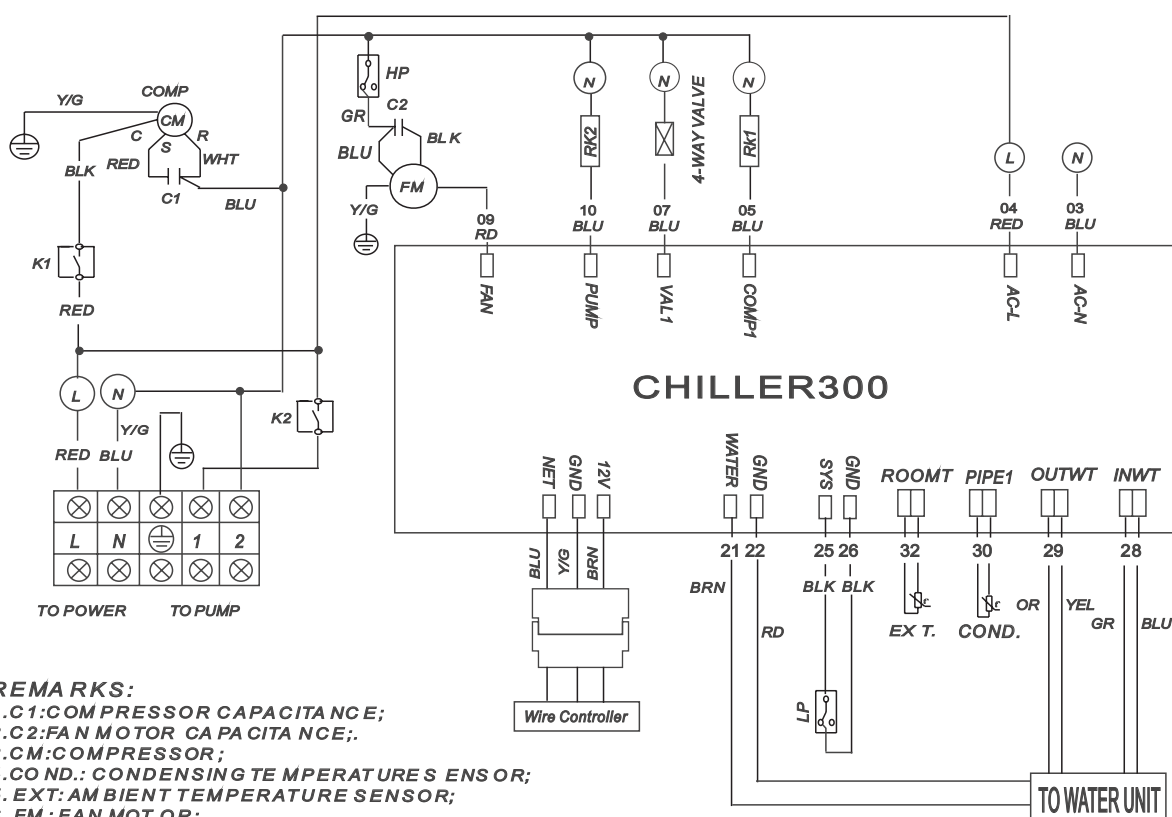 COMP
Y/G
CM
C
R
S
RED
WHT
BLK
C1
BLU
K1
RED
HP
GR
C2
BLK
BLU
FM
Y/G
09
RD
N
RK2
10
BLU
N
4-WAY VALVE
07
BLU
N
RK1
05
BLU
L
04
RED
N
03
BLU
FAN
PUMP
VAL1
COMP1
AC-L
AC-N
CHILLER300
L
N
Y/G
RED
BLU
K2
L
N
1
2
TO POWER
TO PUMP
NET
GND
12V
BLU
Y/G
BRN
Wire Controller
WATER
GND
21
22
BRN
RD
SYS
GND
25
26
BLK
BLK
LP
ROOMT
32
EXT.
PIPE1
30
COND.
OUTWT
29
OR
YEL
INWT
28
GR
BLU
TO WATER UNIT
REMARKS:
.C1:COMPRESSOR CAPACITANCE;
.C2:FAN MOTOR CAPACITANCE;.
.CM:COMPRESSOR;
.COND.: CONDENSING TEMPERATURE SENSOR;
.EXT: AMBIENT TEMPERATURE SENSOR;
.FM: FAN MOTOR;